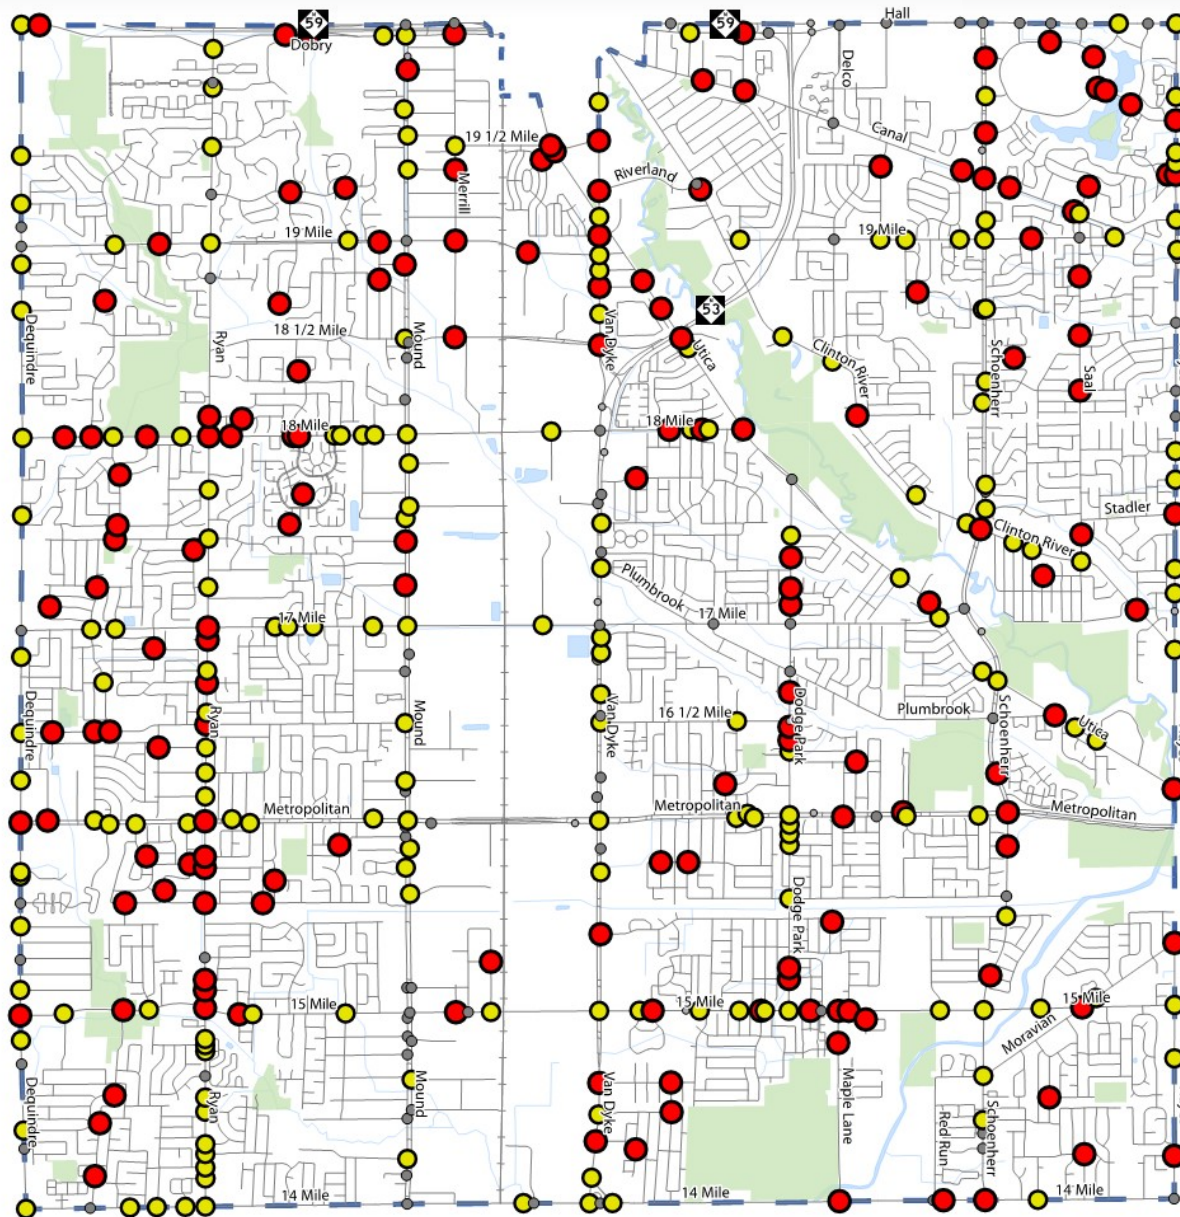 Hall
59
59
Dobry
Delco
Canal
19 1/2 Mile
Riverland
Merrill
19 Mile
19 Mile
53
Dequindre
Ryan
18 1/2 Mile
Mound
Van Dyke
Utica
Clinton River
Schoenherr
Saal
18 Mile
18 Mile
Stadler
Clinton River
Plumbrook
17 Mile
17 Mile
Dequindre
Ryan
Mound
Van Dyke
16 1/2 Mile
Dodge Park
Plumbrook
Schoenherr
Utica
Metropolitan
Metropolitan
Metropolitan
Dodge Park
15 Mile
15 Mile
15 Mile
Moravian
Dequindre
Ryan
Mound
Van Dyke
Maple Lane
Red Run
Schoenherr
14 Mile
14 Mile
14 Mile